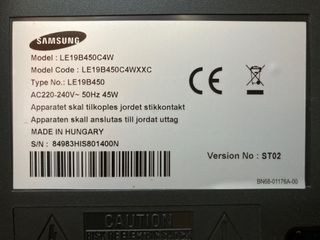 SAMSUNG
Model : LE19B450C4W
Model Code : LE19B450C4WXXC
Type No.: LE19B450
AC220-240V~ 50Hz 45W
Apparatet skal tilkoples jordet stikkontakt
Apparaten skall anslutas till jordat uttag
MADE IN HUNGARY
S/N : 84983HIS801400N
Version No : ST02
BN68-01176A-00
CAUTION